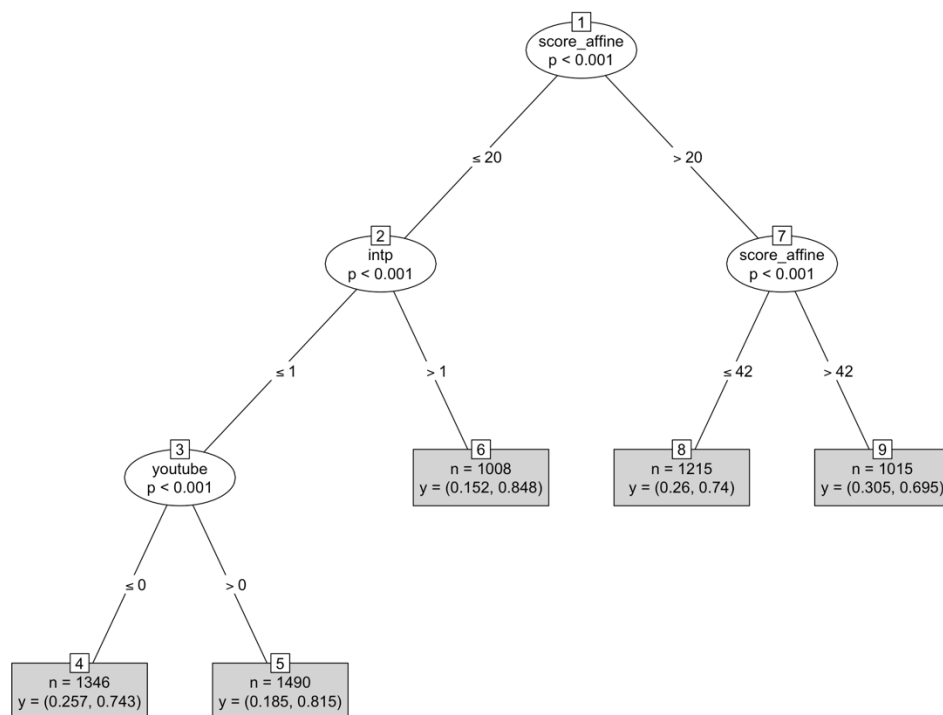 1
score_affine
p < 0.001
≤ 20
> 20
2
intp
p < 0.001
7
score_affine
p < 0.001
≤ 1
> 1
≤ 42
> 42
3
youtube
p < 0.001
6
n = 1008
y = (0.152, 0.848)
8
n = 1215
y = (0.26, 0.74)
9
n = 1015
y = (0.305, 0.695)
≤ 0
> 0
4
n = 1346
y = (0.257, 0.743)
5
n = 1490
y = (0.185, 0.815)